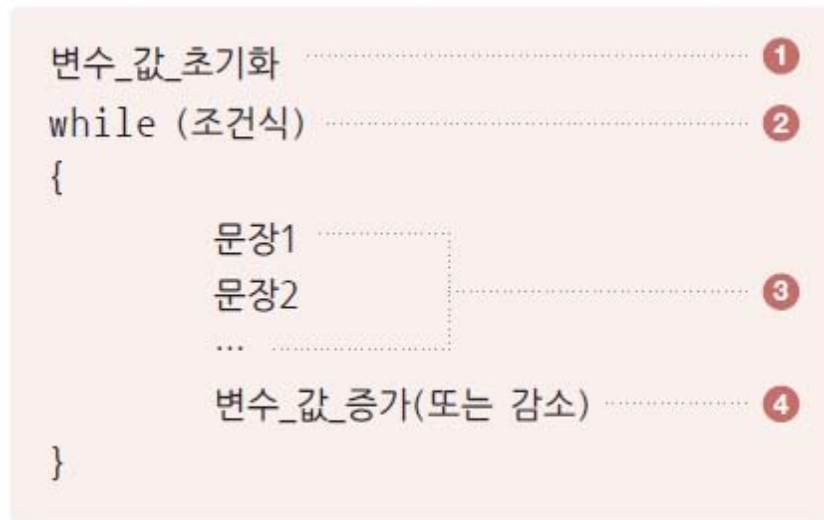 변수_값_초기화 1
while (조건식) 2
{
문장1
문장2 3
...
변수_값_증가(또는 감소) 4
}